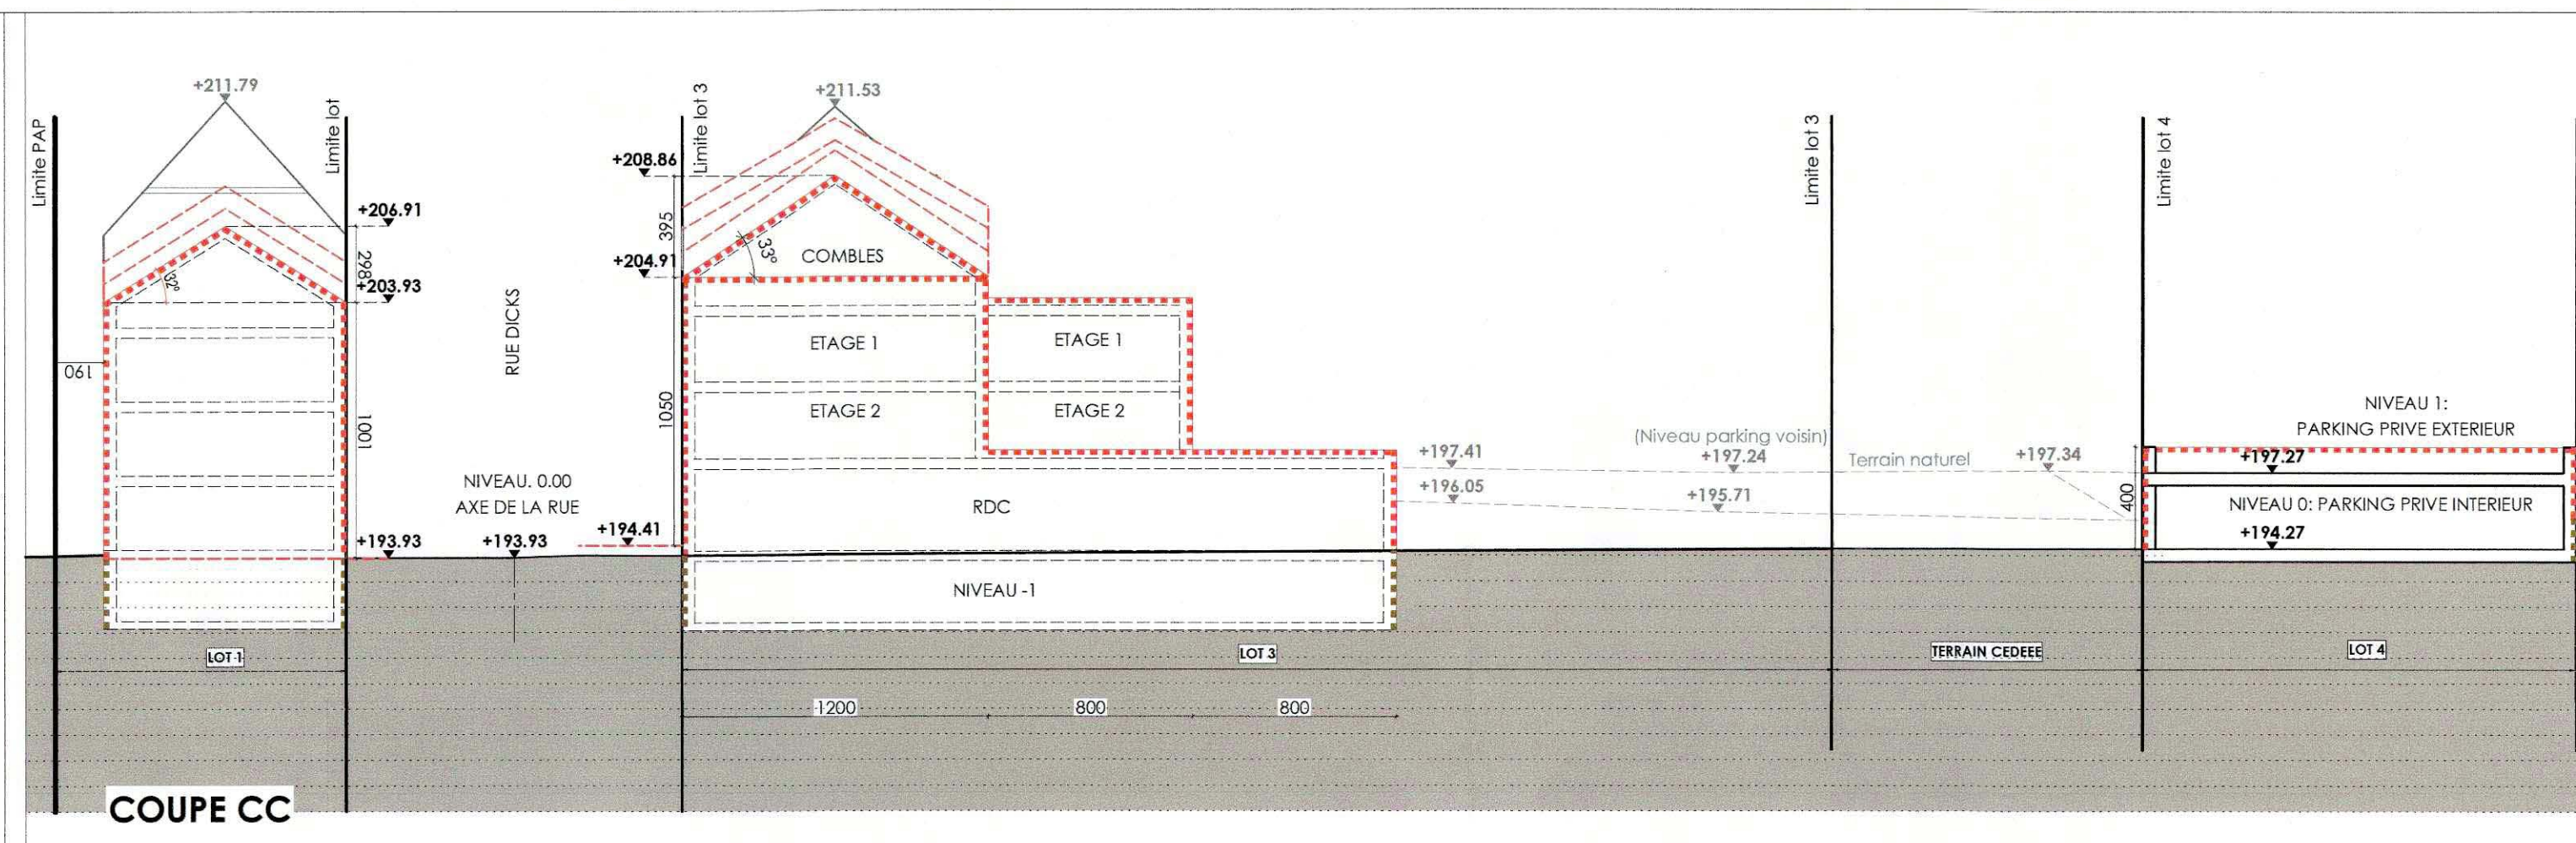 +211.79
+211.53
Limite PAP
Limite lot
Limite lot 3
Limite lot 3
Limite lot 4
+208.86
+206.91
395
298
33°
32°
COMBLES
+204.91
+203.93
RUE DICKS
190
ETAGE 1
ETAGE 1
1001
1050
ETAGE 2
ETAGE 2
NIVEAU 1:
PARKING PRIVE EXTERIEUR
(Niveau parking voisin)
+197.41
+197.24
Terrain naturel
+197.34
+197.27
NIVEAU. 0.00
AXE DE LA RUE
+196.05
+195.71
400
RDC
NIVEAU 0: PARKING PRIVE INTERIEUR
+193.93
+193.93
+194.41
+194.27
NIVEAU -1
LOT 1
LOT 3
TERRAIN CEDEEE
LOT 4
1200
800
800
COUPE CC